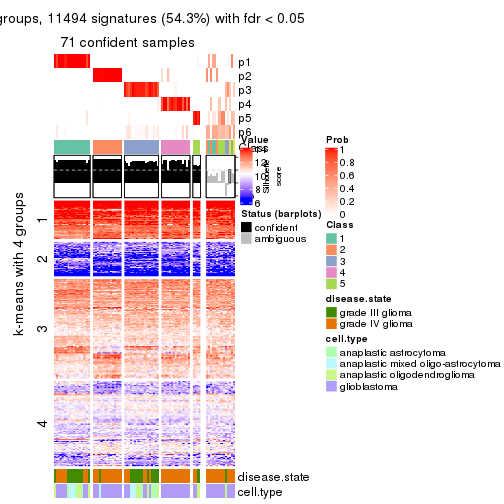 groups, 11494 signatures (54.3%) with fdr < 0.05
71 confident samples
p1
p2
p3
p4
p5
p6
Class
Silhouette
score
Value
14
12
10
8
6
Status (barplots)
confident
ambiguous
Prob
1
0.8
0.6
0.4
0.2
0
Class
1
2
3
4
5
disease.state
grade III glioma
grade IV glioma
cell.type
anaplastic astrocytoma
anaplastic mixed oligo-astrocytoma
anaplastic oligodendroglioma
glioblastoma
k-means with 4 groups
1
2
3
4
disease.state
cell.type